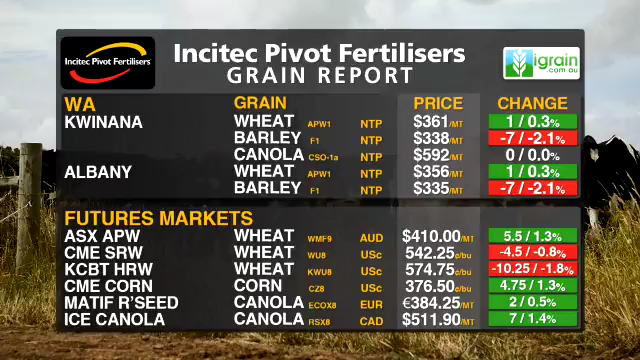 Incitec Pivot Fertilisers
Incitec Pivot Fertilisers
GRAIN REPORT
igrain
.com.au
WA GRAIN PRICE CHANGE
KWINANA WHEAT APW1 NTP $361/MT 1 / 0.3%
BARLEY F1 NTP $338/MT -7 / -2.1%
CANOLA CSO-1a NTP $592/MT 0 / 0.0%
ALBANY WHEAT APW1 NTP $356/MT 1 / 0.3%
BARLEY F1 NTP $335/MT -7 / -2.1%
FUTURES MARKETS
ASX APW WHEAT WMF9 AUD $410.00/MT 5.5 / 1.3%
CME SRW WHEAT WU8 USc 542.25c/bu -4.5 / -0.8%
KCBT HRW WHEAT KWU8 USc 574.75c/bu -10.25 / -1.8%
CME CORN CORN CZ8 USc 376.50c/bu 4.75 / 1.3%
MATIF R'SEED CANOLA ECOX8 EUR €384.25/MT 2 / 0.5%
ICE CANOLA CANOLA RSX8 CAD $511.90/MT 7 / 1.4%